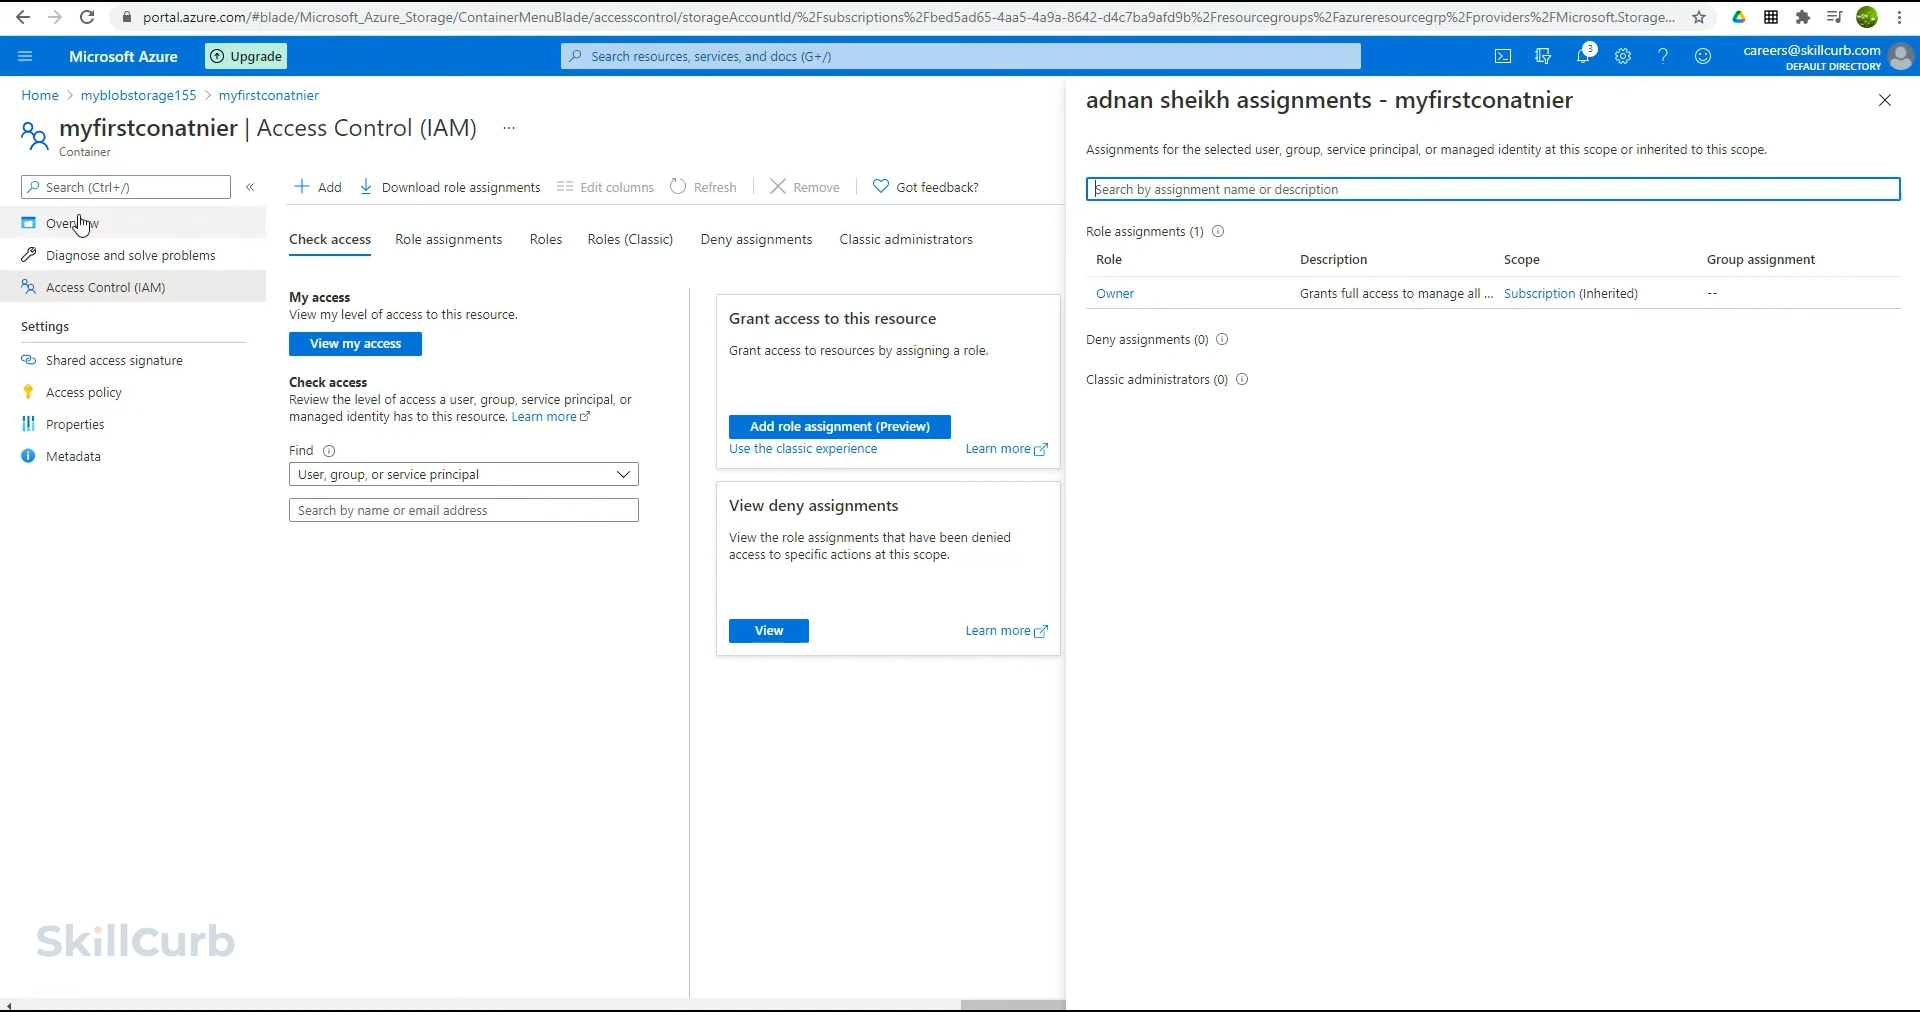 portal.azure.com/#blade/Microsoft_Azure_Storage/ContainerMenuBlade/accesscontrol/storageAccountId/%2Fsubscriptions%2Fbed5ad65-4aa5-4a9a-8642-d4c7ba9afd9b%2Fresourcegroups%2Fazureresourcegrp%2Fproviders%2FMicrosoft.Storage...
Microsoft Azure
Upgrade
Search resources, services, and docs (G+/)
3
careers@skillcurb.com
DEFAULT DIRECTORY
Home > myblobstorage155 > myfirstconatnier
myfirstconatnier | Access Control (IAM) ...
Container
Search (Ctrl+/)
«
Overview
Diagnose and solve problems
Access Control (IAM)
Settings
Shared access signature
Access policy
Properties
Metadata
Add
Download role assignments
Edit columns
Refresh
Remove
Got feedback?
Check access
Role assignments
Roles
Roles (Classic)
Deny assignments
Classic administrators
My access
View my level of access to this resource.
View my access
Check access
Review the level of access a user, group, service principal, or
managed identity has to this resource. Learn more
Find
User, group, or service principal
Search by name or email address
Grant access to this resource
Grant access to resources by assigning a role.
Add role assignment (Preview)
Use the classic experience
Learn more
View deny assignments
View the role assignments that have been denied
access to specific actions at this scope.
View
Learn more
adnan sheikh assignments - myfirstconatnier
Assignments for the selected user, group, service principal, or managed identity at this scope or inherited to this scope.
Search by assignment name or description
Role assignments (1)
Role Description Scope Group assignment
Owner Grants full access to manage all ... Subscription (Inherited) --
Deny assignments (0)
Classic administrators (0)
SkillCurb